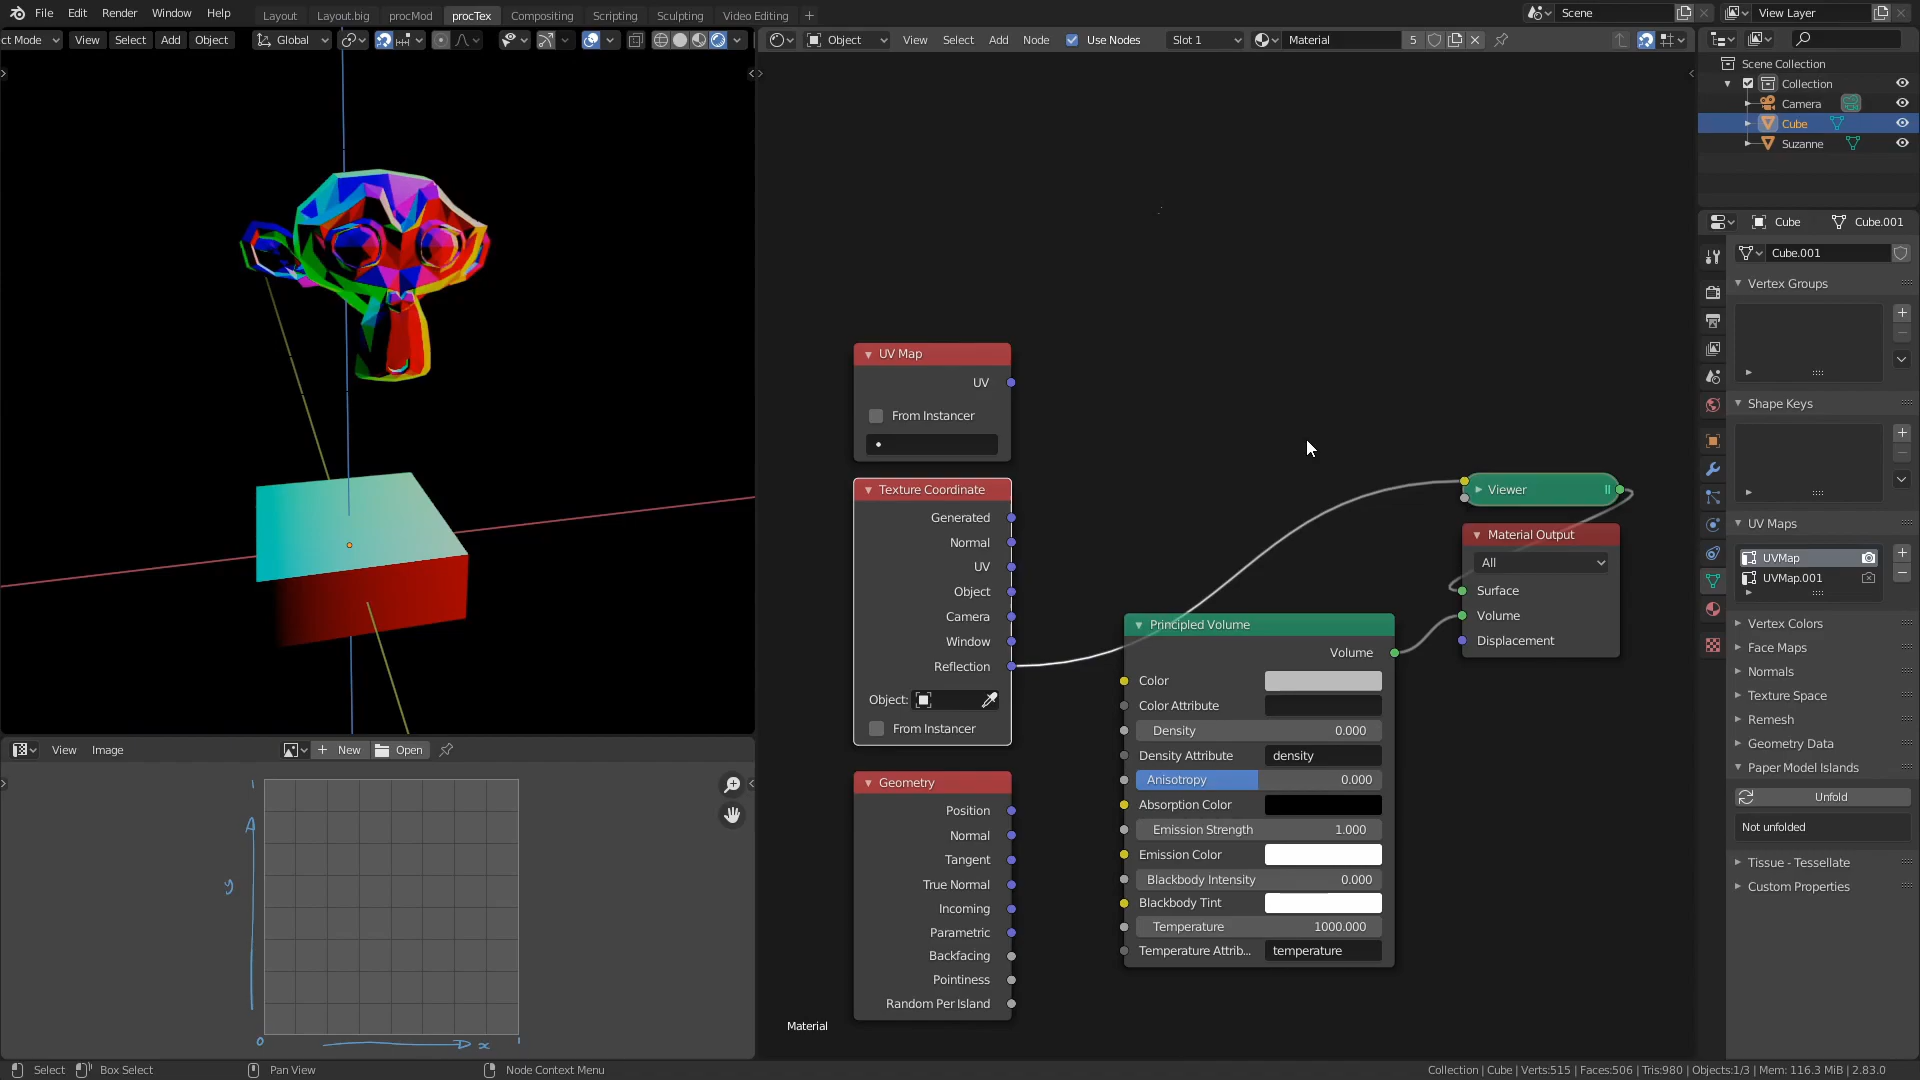 File Edit Render Window Help Layout Layout.big procMod procTex Compositing Scripting Sculpting Video Editing + Scene View Layer
ct Mode View Select Add Object Global Object View Select Add Node Use Nodes Slot 1 Material 5
Scene Collection
Collection
Camera
Cube
Suzanne
Cube Cube.001
Cube.001
Vertex Groups
Shape Keys
UV Maps
UVMap
UVMap.001
Vertex Colors
Face Maps
Normals
Texture Space
Remesh
Geometry Data
Paper Model Islands
Unfold
Not unfolded
Tissue - Tessellate
Custom Properties
UV Map
UV
From Instancer
Texture Coordinate
Generated
Normal
UV
Object
Camera
Window
Reflection
Object:
From Instancer
Geometry
Position
Normal
Tangent
True Normal
Incoming
Parametric
Backfacing
Pointiness
Random Per Island
Principled Volume
Volume
Color
Color Attribute
Density 0.000
Density Attribute density
Anisotropy 0.000
Absorption Color
Emission Strength 1.000
Emission Color
Blackbody Intensity 0.000
Blackbody Tint
Temperature 1000.000
Temperature Attrib... temperature
Viewer
Material Output
All
Surface
Volume
Displacement
Material
View Image New Open
1
y
0 x 1
Select Box Select Pan View Node Context Menu Collection | Cube | Verts:515 | Faces:506 | Tris:980 | Objects:1/3 | Mem: 116.3 MiB | 2.83.0